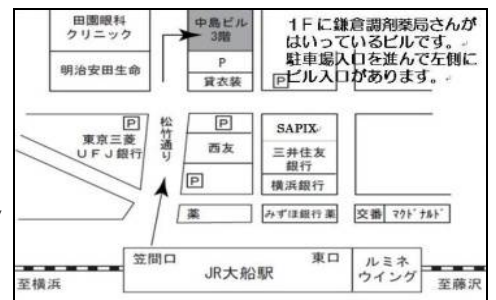 田園眼科
クリニック
明治安田生命
中島ビル
3階
P
貸衣装
1Fに鎌倉調剤薬局さんが
はいっているビルです。
駐車場入口を進んで左側に
ビル入口があります。
P
P
東京三菱
UFJ銀行
松竹通り
P
西友
P
SAPIX
三井住友
銀行
横浜銀行
薬
みずほ銀行
薬
交番
マクドナルド
笠間口
JR大船駅
東口
ルミネ
ウイング
至横浜
至藤沢